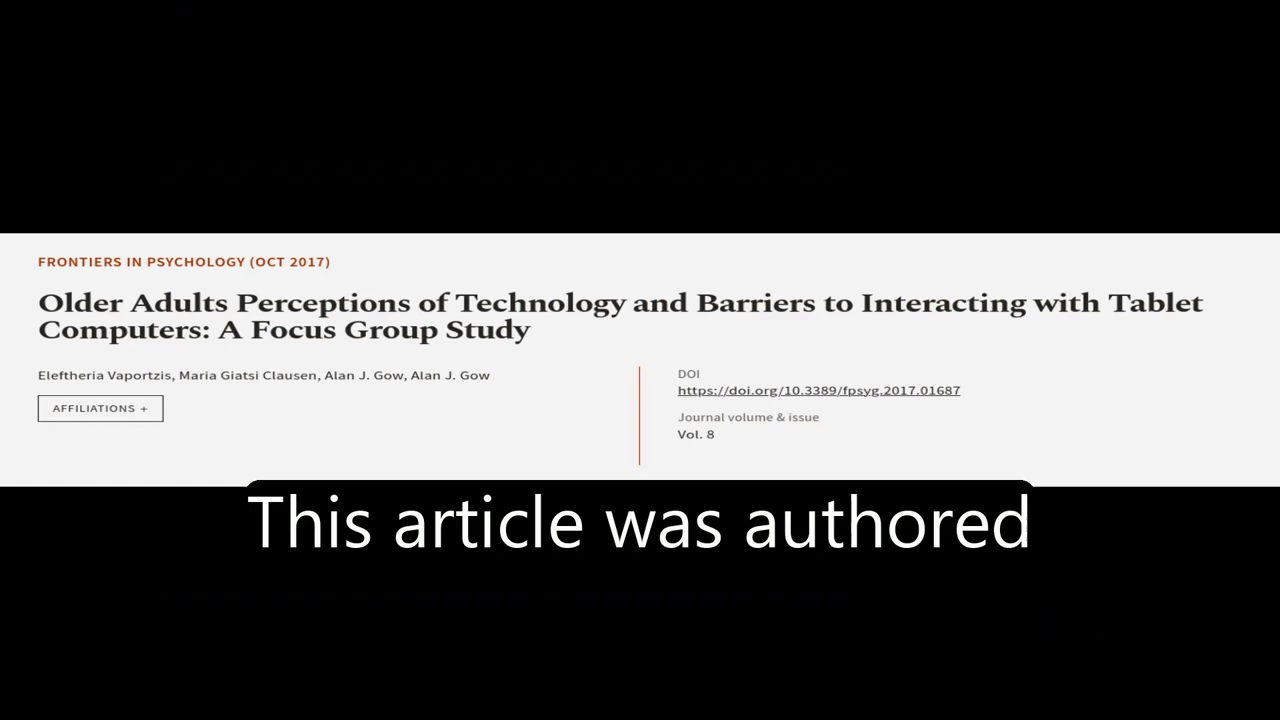 FRONTIERS IN PSYCHOLOGY (OCT 2017)
Older Adults Perceptions of Technology and Barriers to Interacting with Tablet
Computers: A Focus Group Study
Eleftheria Vaportzis, Maria Giatsi Clausen, Alan J. Gow, Alan J. Gow
AFFILIATIONS +
DOI
https://doi.org/10.3389/fpsyg.2017.01687
Journal volume & issue
Vol. 8
This article was authored